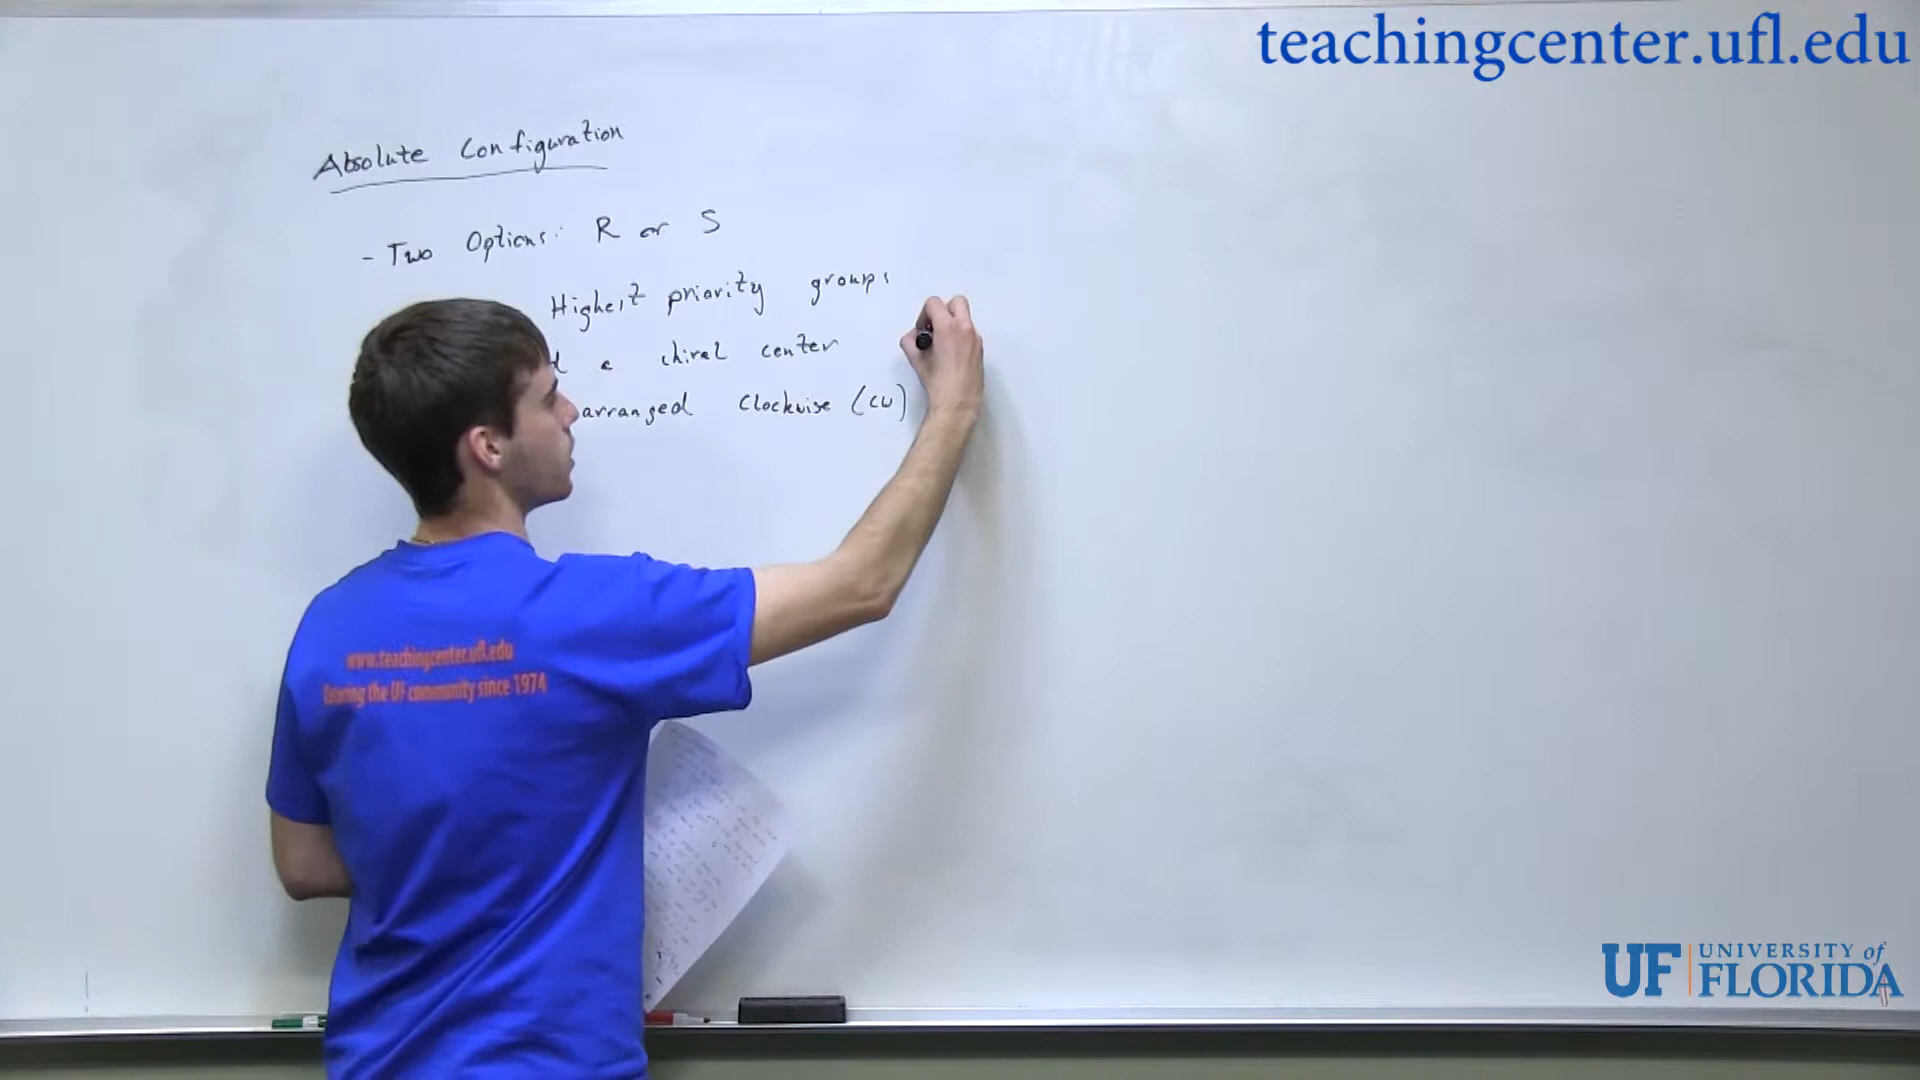 teachingcenter.ufl.edu
Absolute Configuration
- Two Options: R or S
Highest priority groups
a chiral center
arranged Clockwise (CW)
www.teachingcenter.ufl.edu
Tutoring the UF community since 1974
UF UNIVERSITY of
FLORIDA